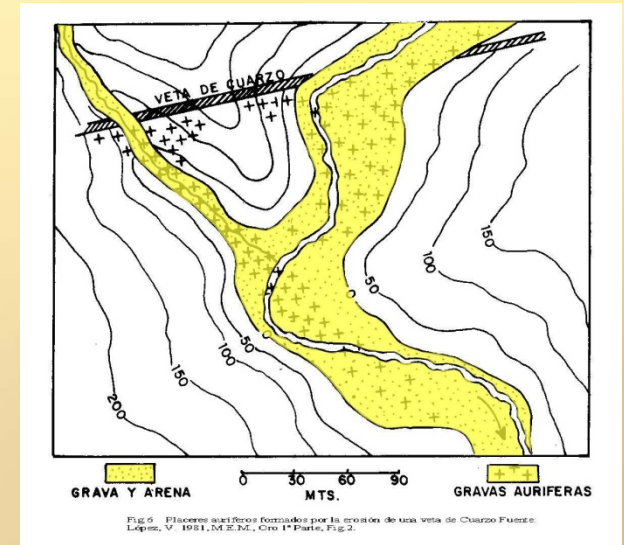 VETA DE CUARZO
150
100
50
0
0
50
100
150
200
GRAVA Y ARENA
0 30 60 90
MTS.
GRAVAS AURIFERAS
Fig.6 Placeres auríferos formados por la erosión de una veta de Cuarzo Fuente:
López, V. 1981, M.E.M., Oro 1ª Parte, Fig.2.